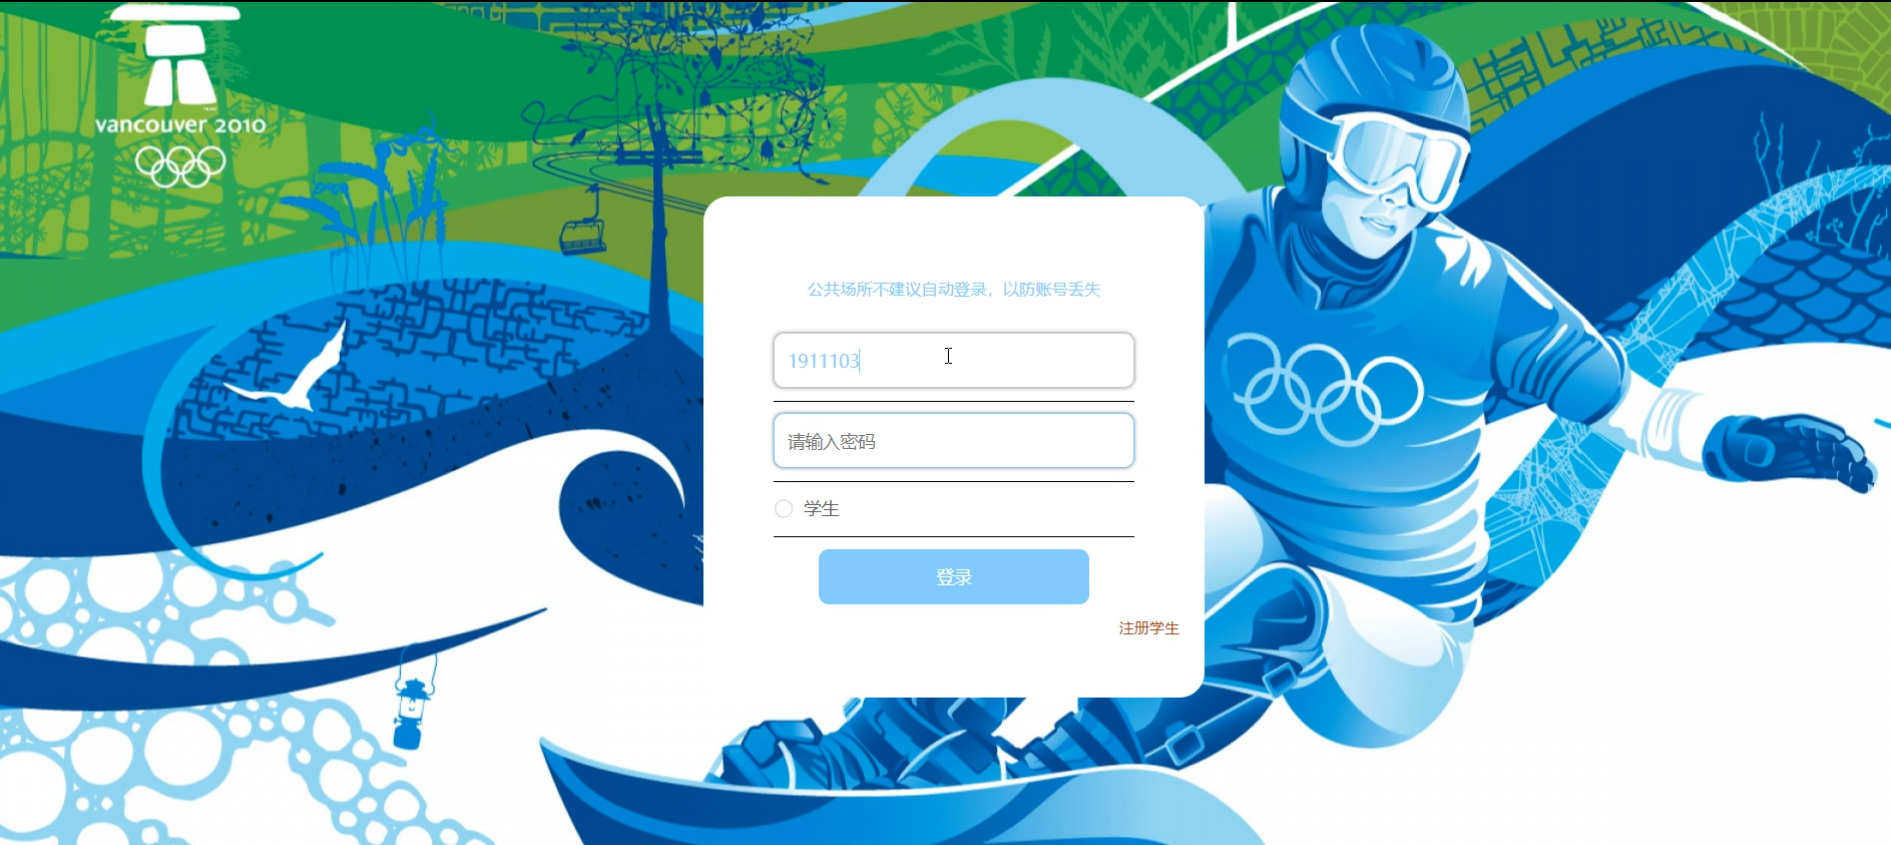 vancouver 2010
公共场所不建议自动登录，以防账号丢失
1911103
请输入密码
学生
登录
注册学生